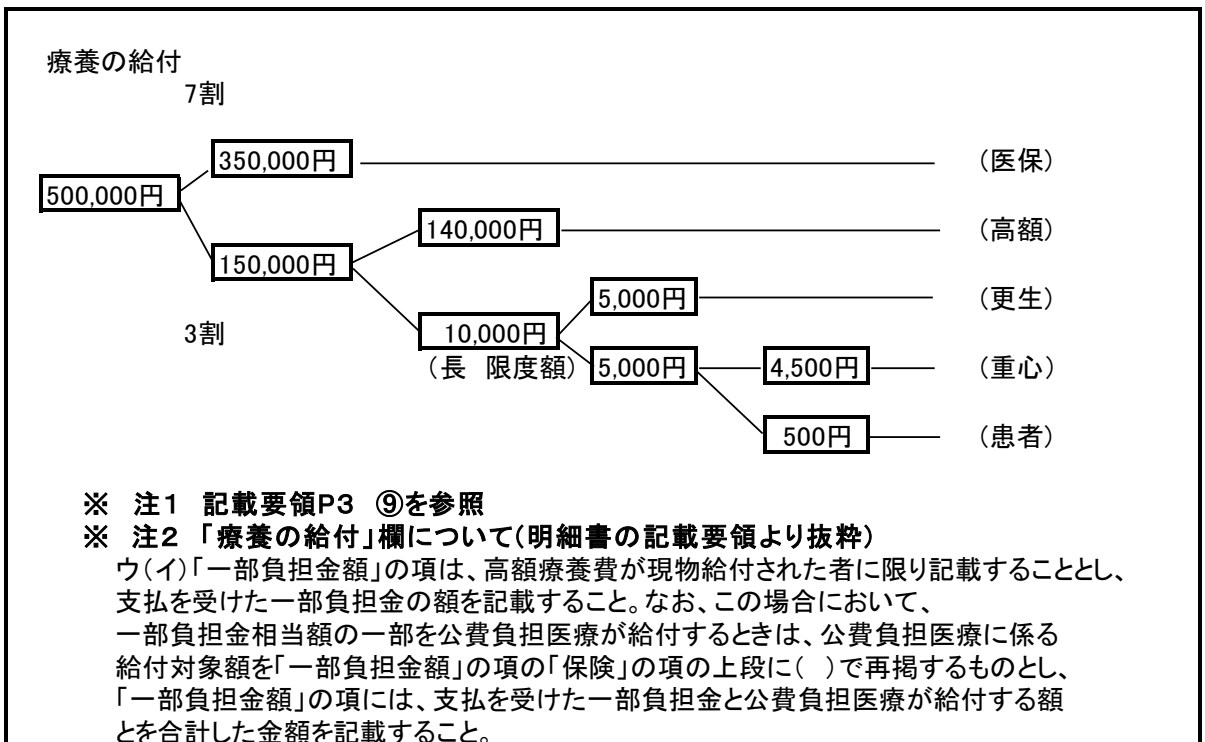 療養の給付
7割
350,000円 (医保)
500,000円
140,000円 (高額)
150,000円
5,000円 (更生)
3割 10,000円
(長 限度額) 5,000円 4,500円 (重心)
500円 (患者)
※ 注1 記載要領P3 ⑨を参照
※ 注2 「療養の給付」欄について(明細書の記載要領より抜粋)
ウ(イ)「一部負担金額」の項は、高額療養費が現物給付された者に限り記載することとし、
支払を受けた一部負担金の額を記載すること。なお、この場合において、
一部負担金相当額の一部を公費負担医療が給付するときは、公費負担医療に係る
給付対象額を「一部負担金額」の項の「保険」の項の上段に( )で再掲するものとし、
「一部負担金額」の項には、支払を受けた一部負担金と公費負担医療が給付する額
とを合計した金額を記載すること。